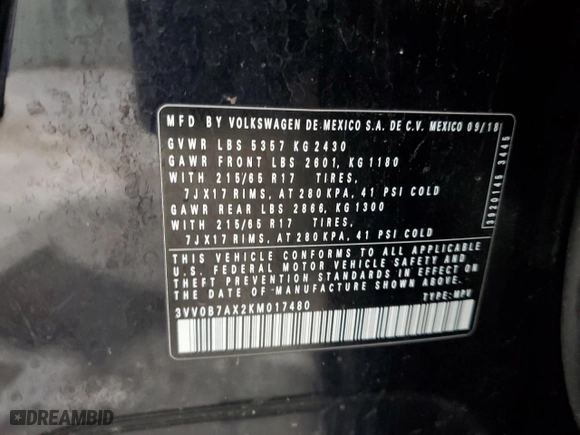 MFD BY VOLKSWAGEN DE MEXICO S.A. DE C.V. MEXICO 09/18
GVWR LBS 5357 KG 2430
GAWR FRONT LBS 2601, KG 1180
WITH 215/65 R17 TIRES,
7JX17 RIMS, AT 280 KPA, 41 PSI COLD
GAWR REAR LBS 2866, KG 1300
WITH 215/65 R17 TIRES,
7JX17 RIMS, AT 280 KPA, 41 PSI COLD
THIS VEHICLE CONFORMS TO ALL APPLICABLE
U.S. FEDERAL MOTOR VEHICLE SAFETY AND
THEFT PREVENTION STANDARDS IN EFFECT ON
THE DATE OF MANUFACTURE SHOWN ABOVE.
3VV0B7AX2KM017480 TYPE: MPV
3445
DREAMBID